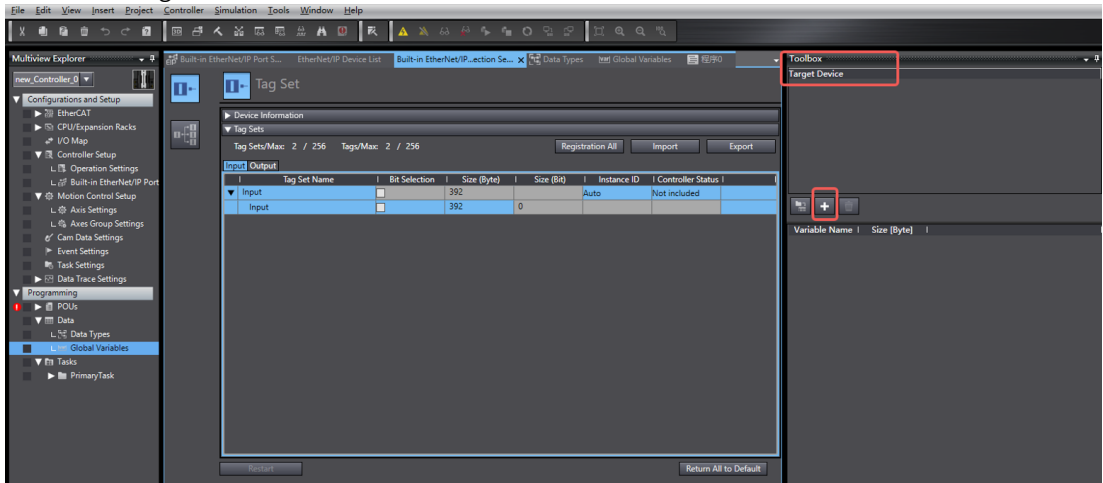 File Edit View Insert Project Controller Simulation Tools Window Help
Multiview Explorer
new_Controller_0
Configurations and Setup
EtherCAT
CPU/Expansion Racks
I/O Map
Controller Setup
Operation Settings
Built-in EtherNet/IP Port
Motion Control Setup
Axis Settings
Axes Group Settings
Cam Data Settings
Event Settings
Task Settings
Data Trace Settings
Programming
POUs
Data
Data Types
Global Variables
Tasks
PrimaryTask
Built-in EtherNet/IP Port S... EtherNet/IP Device List Built-in EtherNet/IP...ection Se... x Data Types Global Variables 程序0
Tag Set
Device Information
Tag Sets
Tag Sets/Max: 2 / 256 Tags/Max: 2 / 256 Registration All Import Export
Input Output
Tag Set Name Bit Selection Size (Byte) Size (Bit) Instance ID Controller Status
Input 392 Auto Not included
Input 392 0
Restart Return All to Default
Toolbox
Target Device
Variable Name Size [Byte]